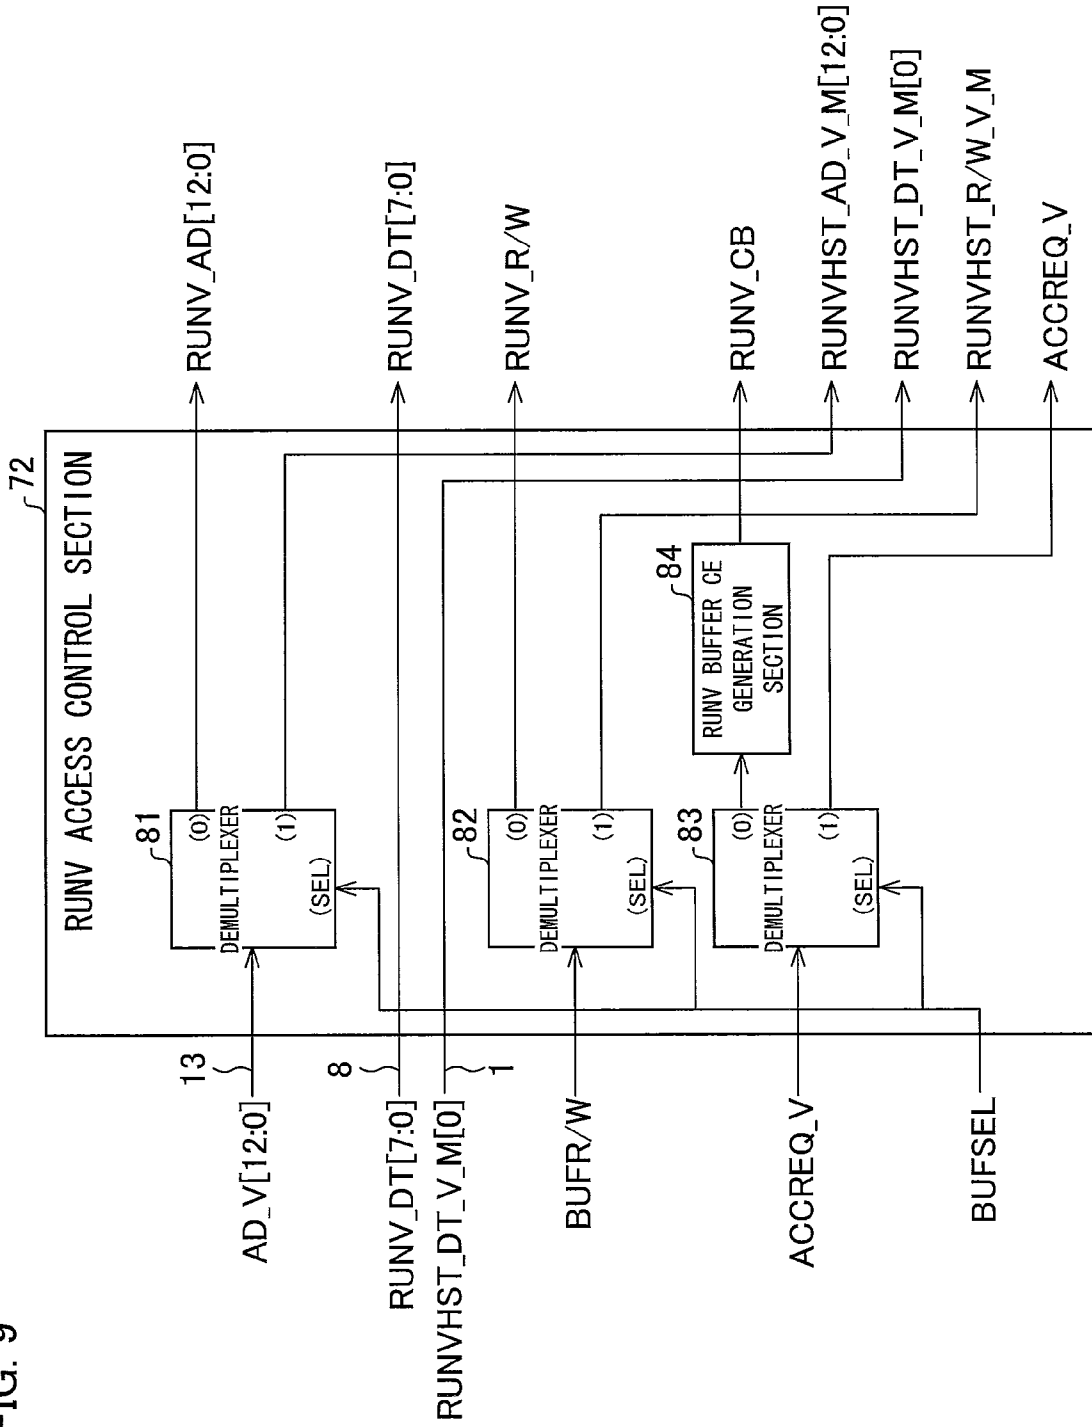 FIG. 9
72
RUNV ACCESS CONTROL SECTION
13
AD_V[12:0]
81
DEMULTIPLEXER
(0)
(1)
(SEL)
RUNV_AD[12:0]
8
RUNV_DT[7:0]
RUNV_DT[7:0]
1
RUNVHST_DT_V_M[0]
BUFR/W
82
DEMULTIPLEXER
(0)
(1)
(SEL)
RUNV_R/W
ACCREQ_V
83
DEMULTIPLEXER
(0)
(1)
(SEL)
84
RUNV BUFFER CE
GENERATION
SECTION
RUNV_CB
RUNVHST_AD_V_M[12:0]
RUNVHST_DT_V_M[0]
RUNVHST_R/W_V_M
ACCREQ_V
BUFSEL